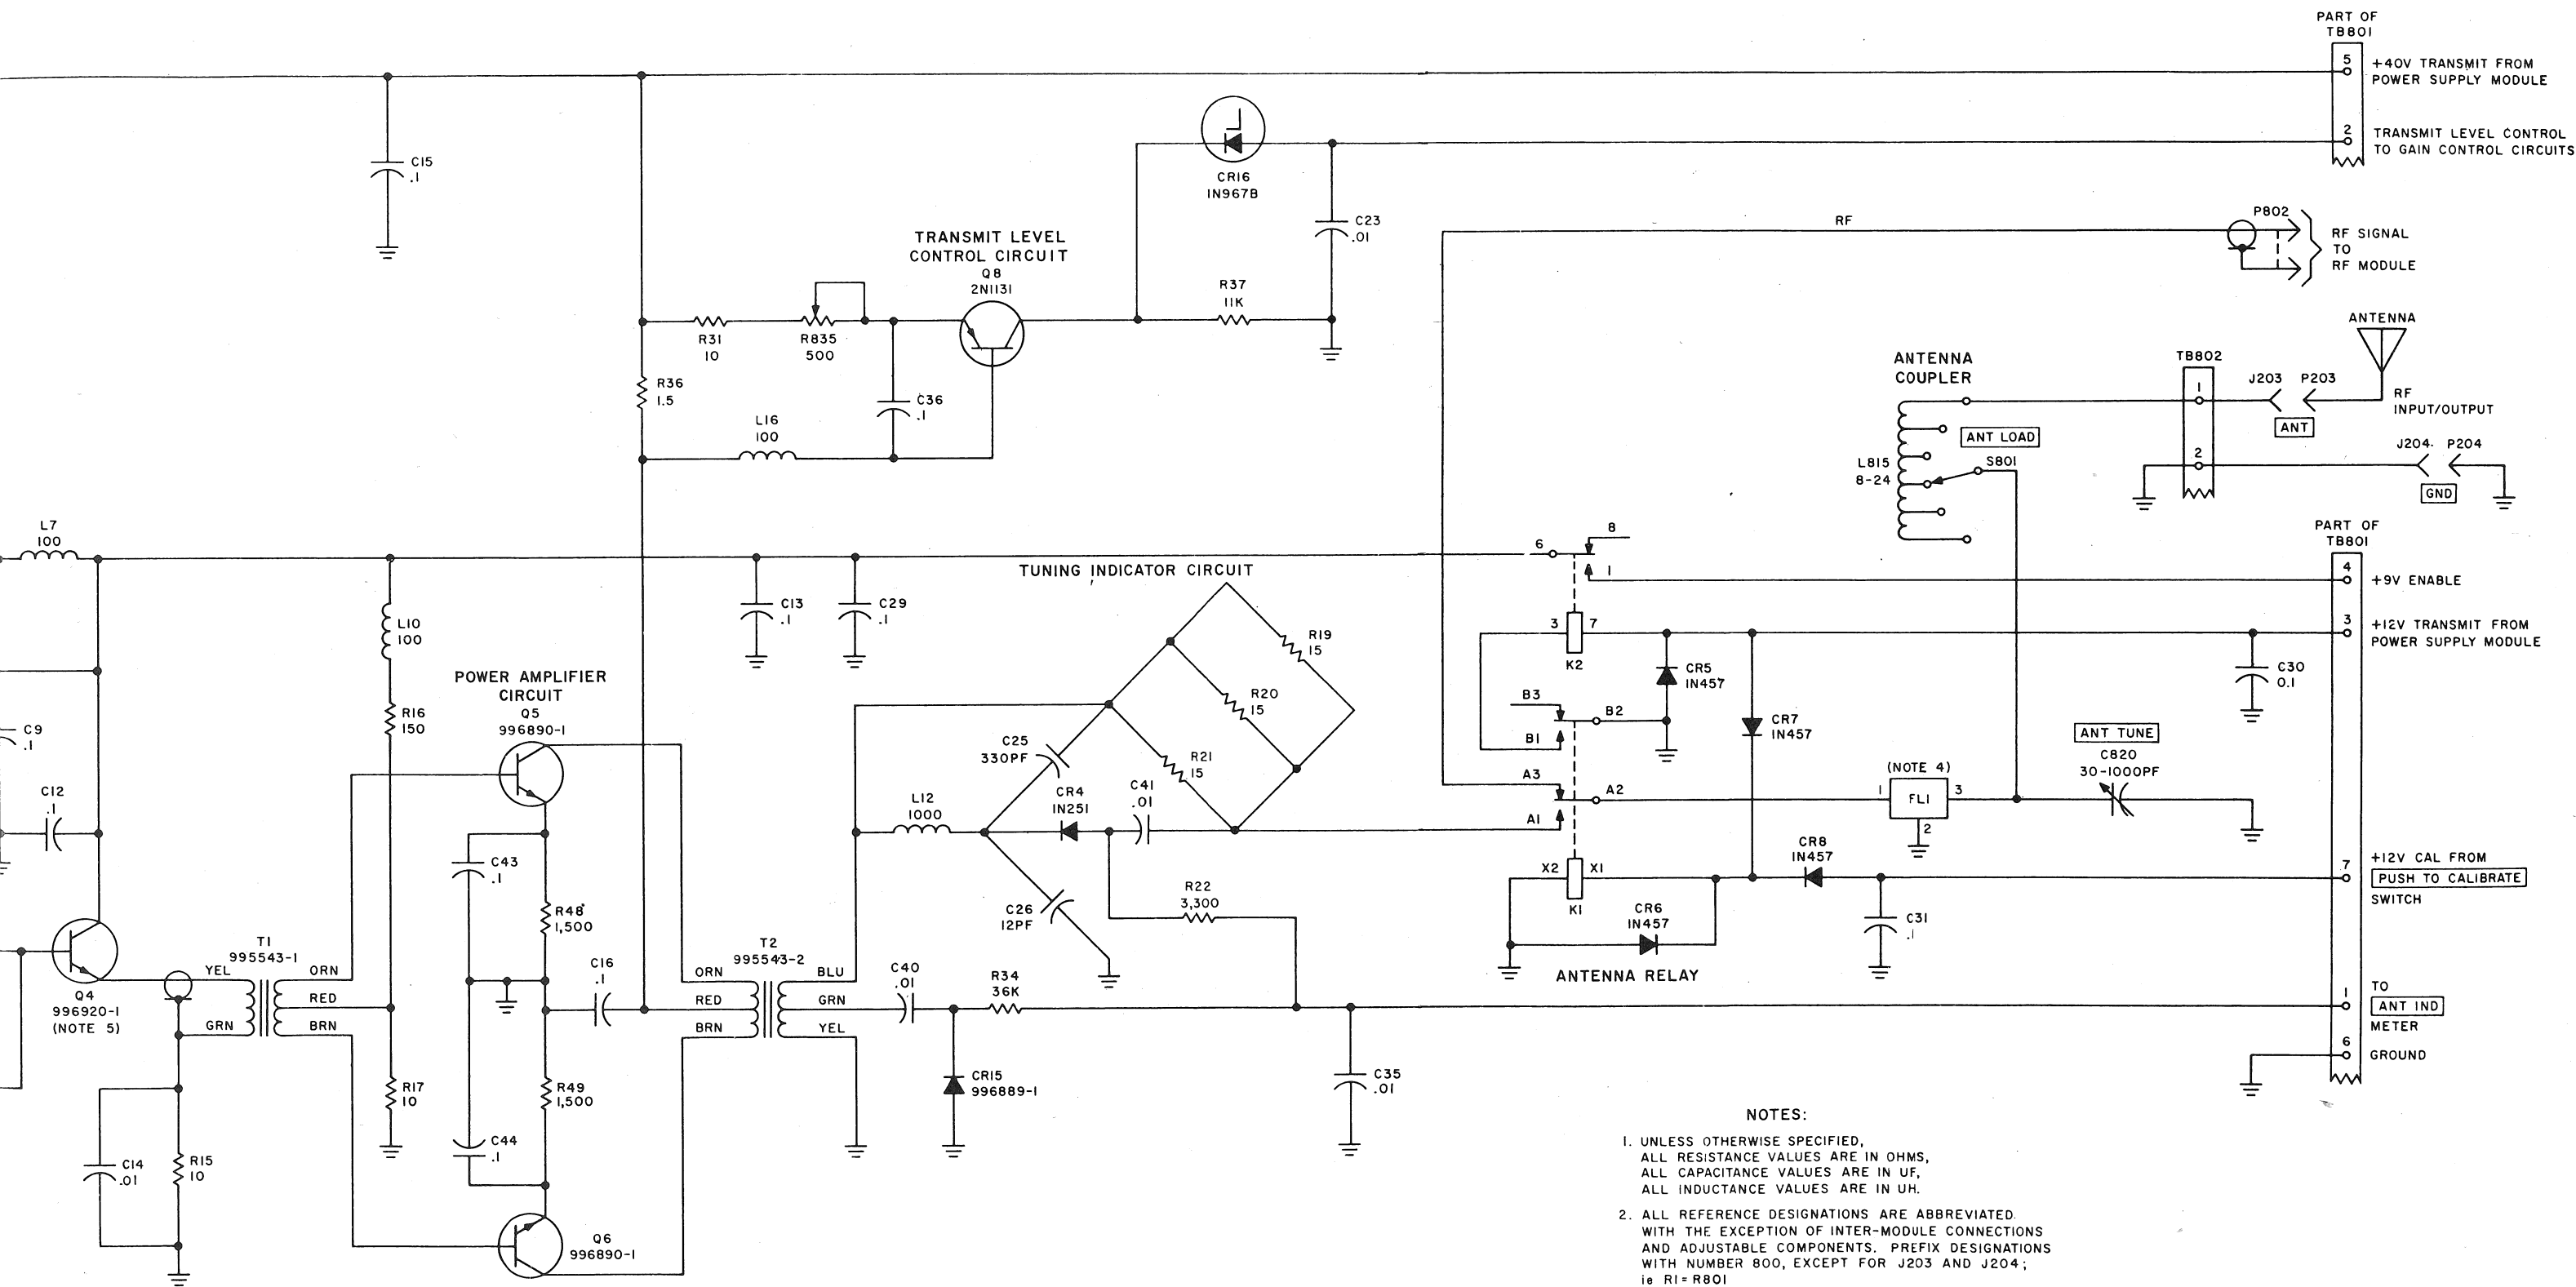 PART OF
TB801
5
+40V TRANSMIT FROM
POWER SUPPLY MODULE
2
TRANSMIT LEVEL CONTROL
TO GAIN CONTROL CIRCUITS
C15
.1
CR16
1N967B
C23
.01
RF
P802
RF SIGNAL
TO
RF MODULE
TRANSMIT LEVEL
CONTROL CIRCUIT
Q8
2N1131
R37
11K
R31
10
R835
500
R36
1.5
C36
.1
L16
100
ANTENNA
ANTENNA
COUPLER
TB802
1
J203 P203
RF
INPUT/OUTPUT
ANT
ANT LOAD
J204 P204
2
S801
L815
8-24
GND
L7
100
8
6
1
PART OF
TB801
4
+9V ENABLE
TUNING INDICATOR CIRCUIT
C13
.1
C29
.1
L10
100
R19
15
3
7
K2
3
+12V TRANSMIT FROM
POWER SUPPLY MODULE
CR5
1N457
C30
0.1
POWER AMPLIFIER
CIRCUIT
Q5
996890-1
R20
15
B3
B2
B1
CR7
1N457
R16
150
C9
.1
C25
330PF
R21
15
ANT TUNE
C820
30-1000PF
A3
A2
A1
(NOTE 4)
1
FL1
3
2
C12
.1
L12
1000
CR4
1N251
C41
.01
C43
.1
R22
3,300
X2
X1
K1
CR8
1N457
7
+12V CAL FROM
PUSH TO CALIBRATE
SWITCH
C26
12PF
CR6
1N457
C31
.1
R48
1,500
ANTENNA RELAY
Q4
996920-1
(NOTE 5)
T1
995543-1
YEL
GRN
ORN
RED
BRN
C16
.1
T2
995543-2
ORN
RED
BRN
BLU
GRN
YEL
C40
.01
R34
36K
1
TO
ANT IND
METER
6
GROUND
R17
10
R49
1,500
CR15
996889-1
C35
.01
C14
.01
R15
10
C44
.1
Q6
996890-1
NOTES:
1. UNLESS OTHERWISE SPECIFIED,
ALL RESISTANCE VALUES ARE IN OHMS,
ALL CAPACITANCE VALUES ARE IN UF,
ALL INDUCTANCE VALUES ARE IN UH.
2. ALL REFERENCE DESIGNATIONS ARE ABBREVIATED.
WITH THE EXCEPTION OF INTER-MODULE CONNECTIONS
AND ADJUSTABLE COMPONENTS, PREFIX DESIGNATIONS
WITH NUMBER 800, EXCEPT FOR J203 AND J204;
ie R1 = R801